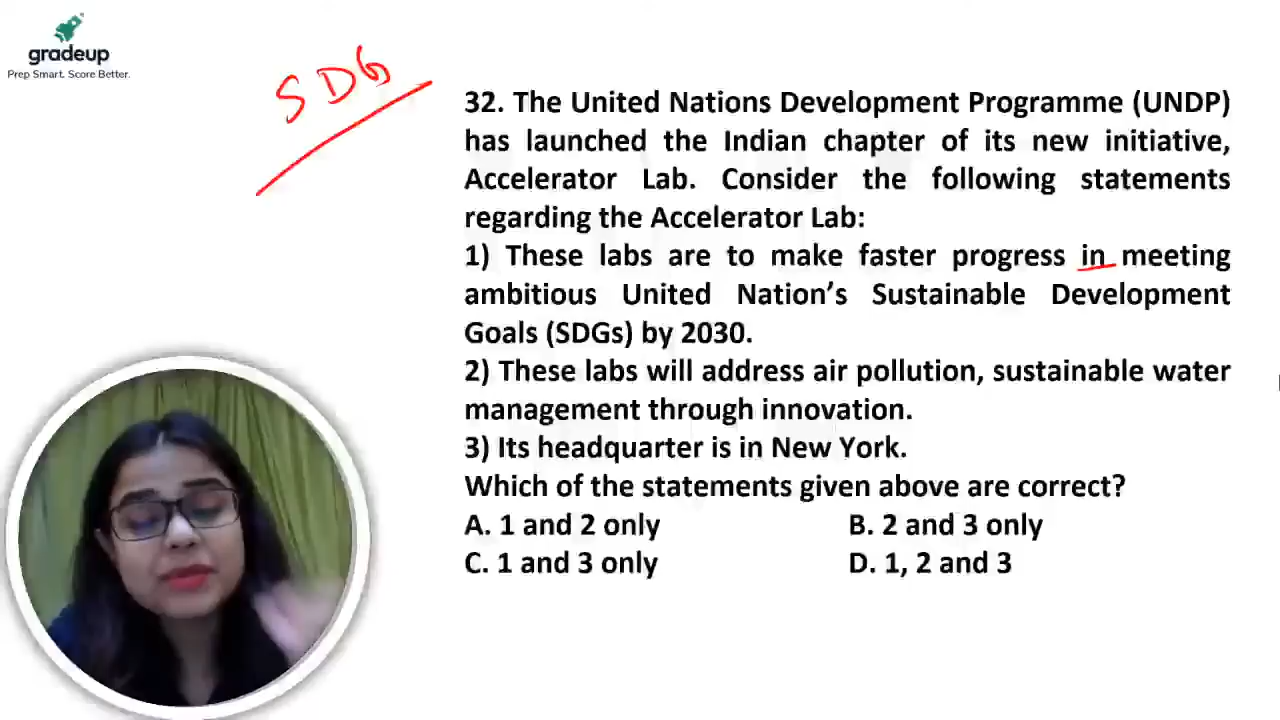 gradeup
Prep Smart. Score Better.
SDG
32. The United Nations Development Programme (UNDP)
has launched the Indian chapter of its new initiative,
Accelerator Lab. Consider the following statements
regarding the Accelerator Lab:
1) These labs are to make faster progress in meeting
ambitious United Nation’s Sustainable Development
Goals (SDGs) by 2030.
2) These labs will address air pollution, sustainable water
management through innovation.
3) Its headquarter is in New York.
Which of the statements given above are correct?
A. 1 and 2 only B. 2 and 3 only
C. 1 and 3 only D. 1, 2 and 3